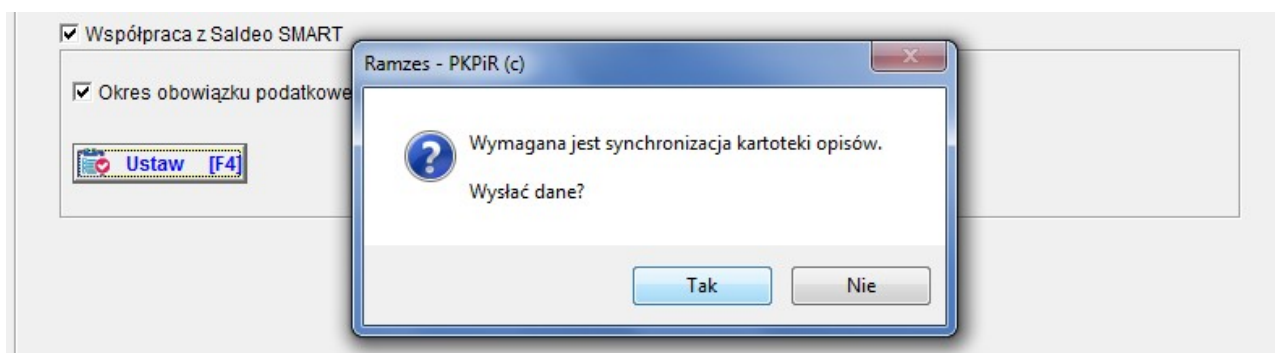 Współpraca z Saldeo SMART
Ramzes - PKPiR (c)
Okres obowiązku podatkowe
Wymagana jest synchronizacja kartoteki opisów.
Ustaw [F4]
Wysłać dane?
Tak
Nie